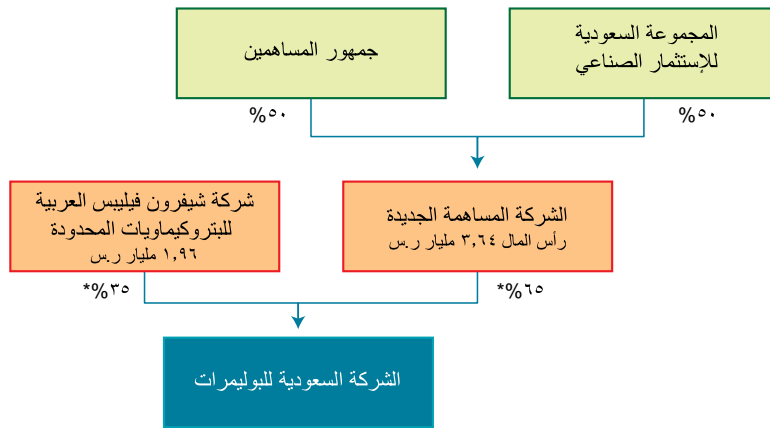 المجموعة السعودية
للإستثمار الصناعي
جمهور المساهمين
%٥٠
%٥٠
الشركة المساهمة الجديدة
رأس المال ٣,٦٤ مليار ر.س
شركة شيفرون فيليبس العربية
للبتروكيماويات المحدودة
١,٩٦ مليار ر.س
*%٦٥
*%٣٥
الشركة السعودية للبوليمرات